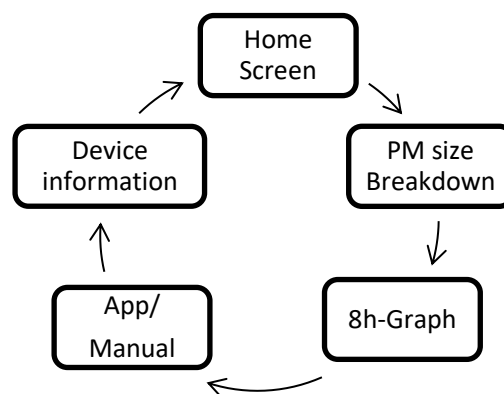 Home
Screen
PM size
Breakdown
8h-Graph
App/
Manual
Device
information